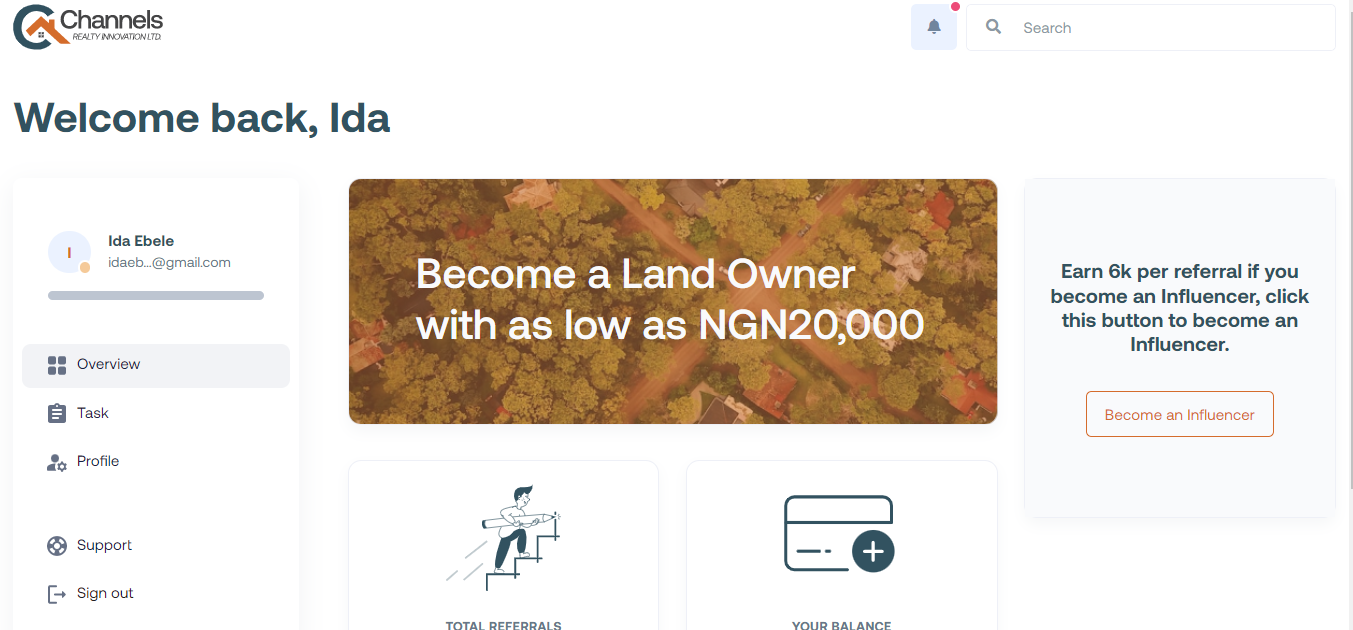 Channels
REALTY INNOVATION LTD.
Search
Welcome back, Ida
I
Ida Ebele
idaeb...@gmail.com
Overview
Task
Profile
Support
Sign out
Become a Land Owner
with as low as NGN20,000
TOTAL REFERRALS
YOUR BALANCE
Earn 6k per referral if you
become an Influencer, click
this button to become an
Influencer.
Become an Influencer